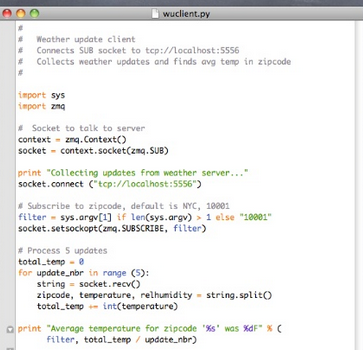 wuclient.py
#
# Weather update client
# Connects SUB socket to tcp://localhost:5556
# Collects weather updates and finds avg temp in zipcode
#
import sys
import zmq
# Socket to talk to server
context = zmq.Context()
socket = context.socket(zmq.SUB)
print "Collecting updates from weather server..."
socket.connect ("tcp://localhost:5556")
# Subscribe to zipcode, default is NYC, 10001
filter = sys.argv[1] if len(sys.argv) > 1 else "10001"
socket.setsockopt(zmq.SUBSCRIBE, filter)
# Process 5 updates
total_temp = 0
for update_nbr in range (5):
string = socket.recv()
zipcode, temperature, relhumidity = string.split()
total_temp += int(temperature)
print "Average temperature for zipcode '%s' was %dF" % (
filter, total_temp / update_nbr)